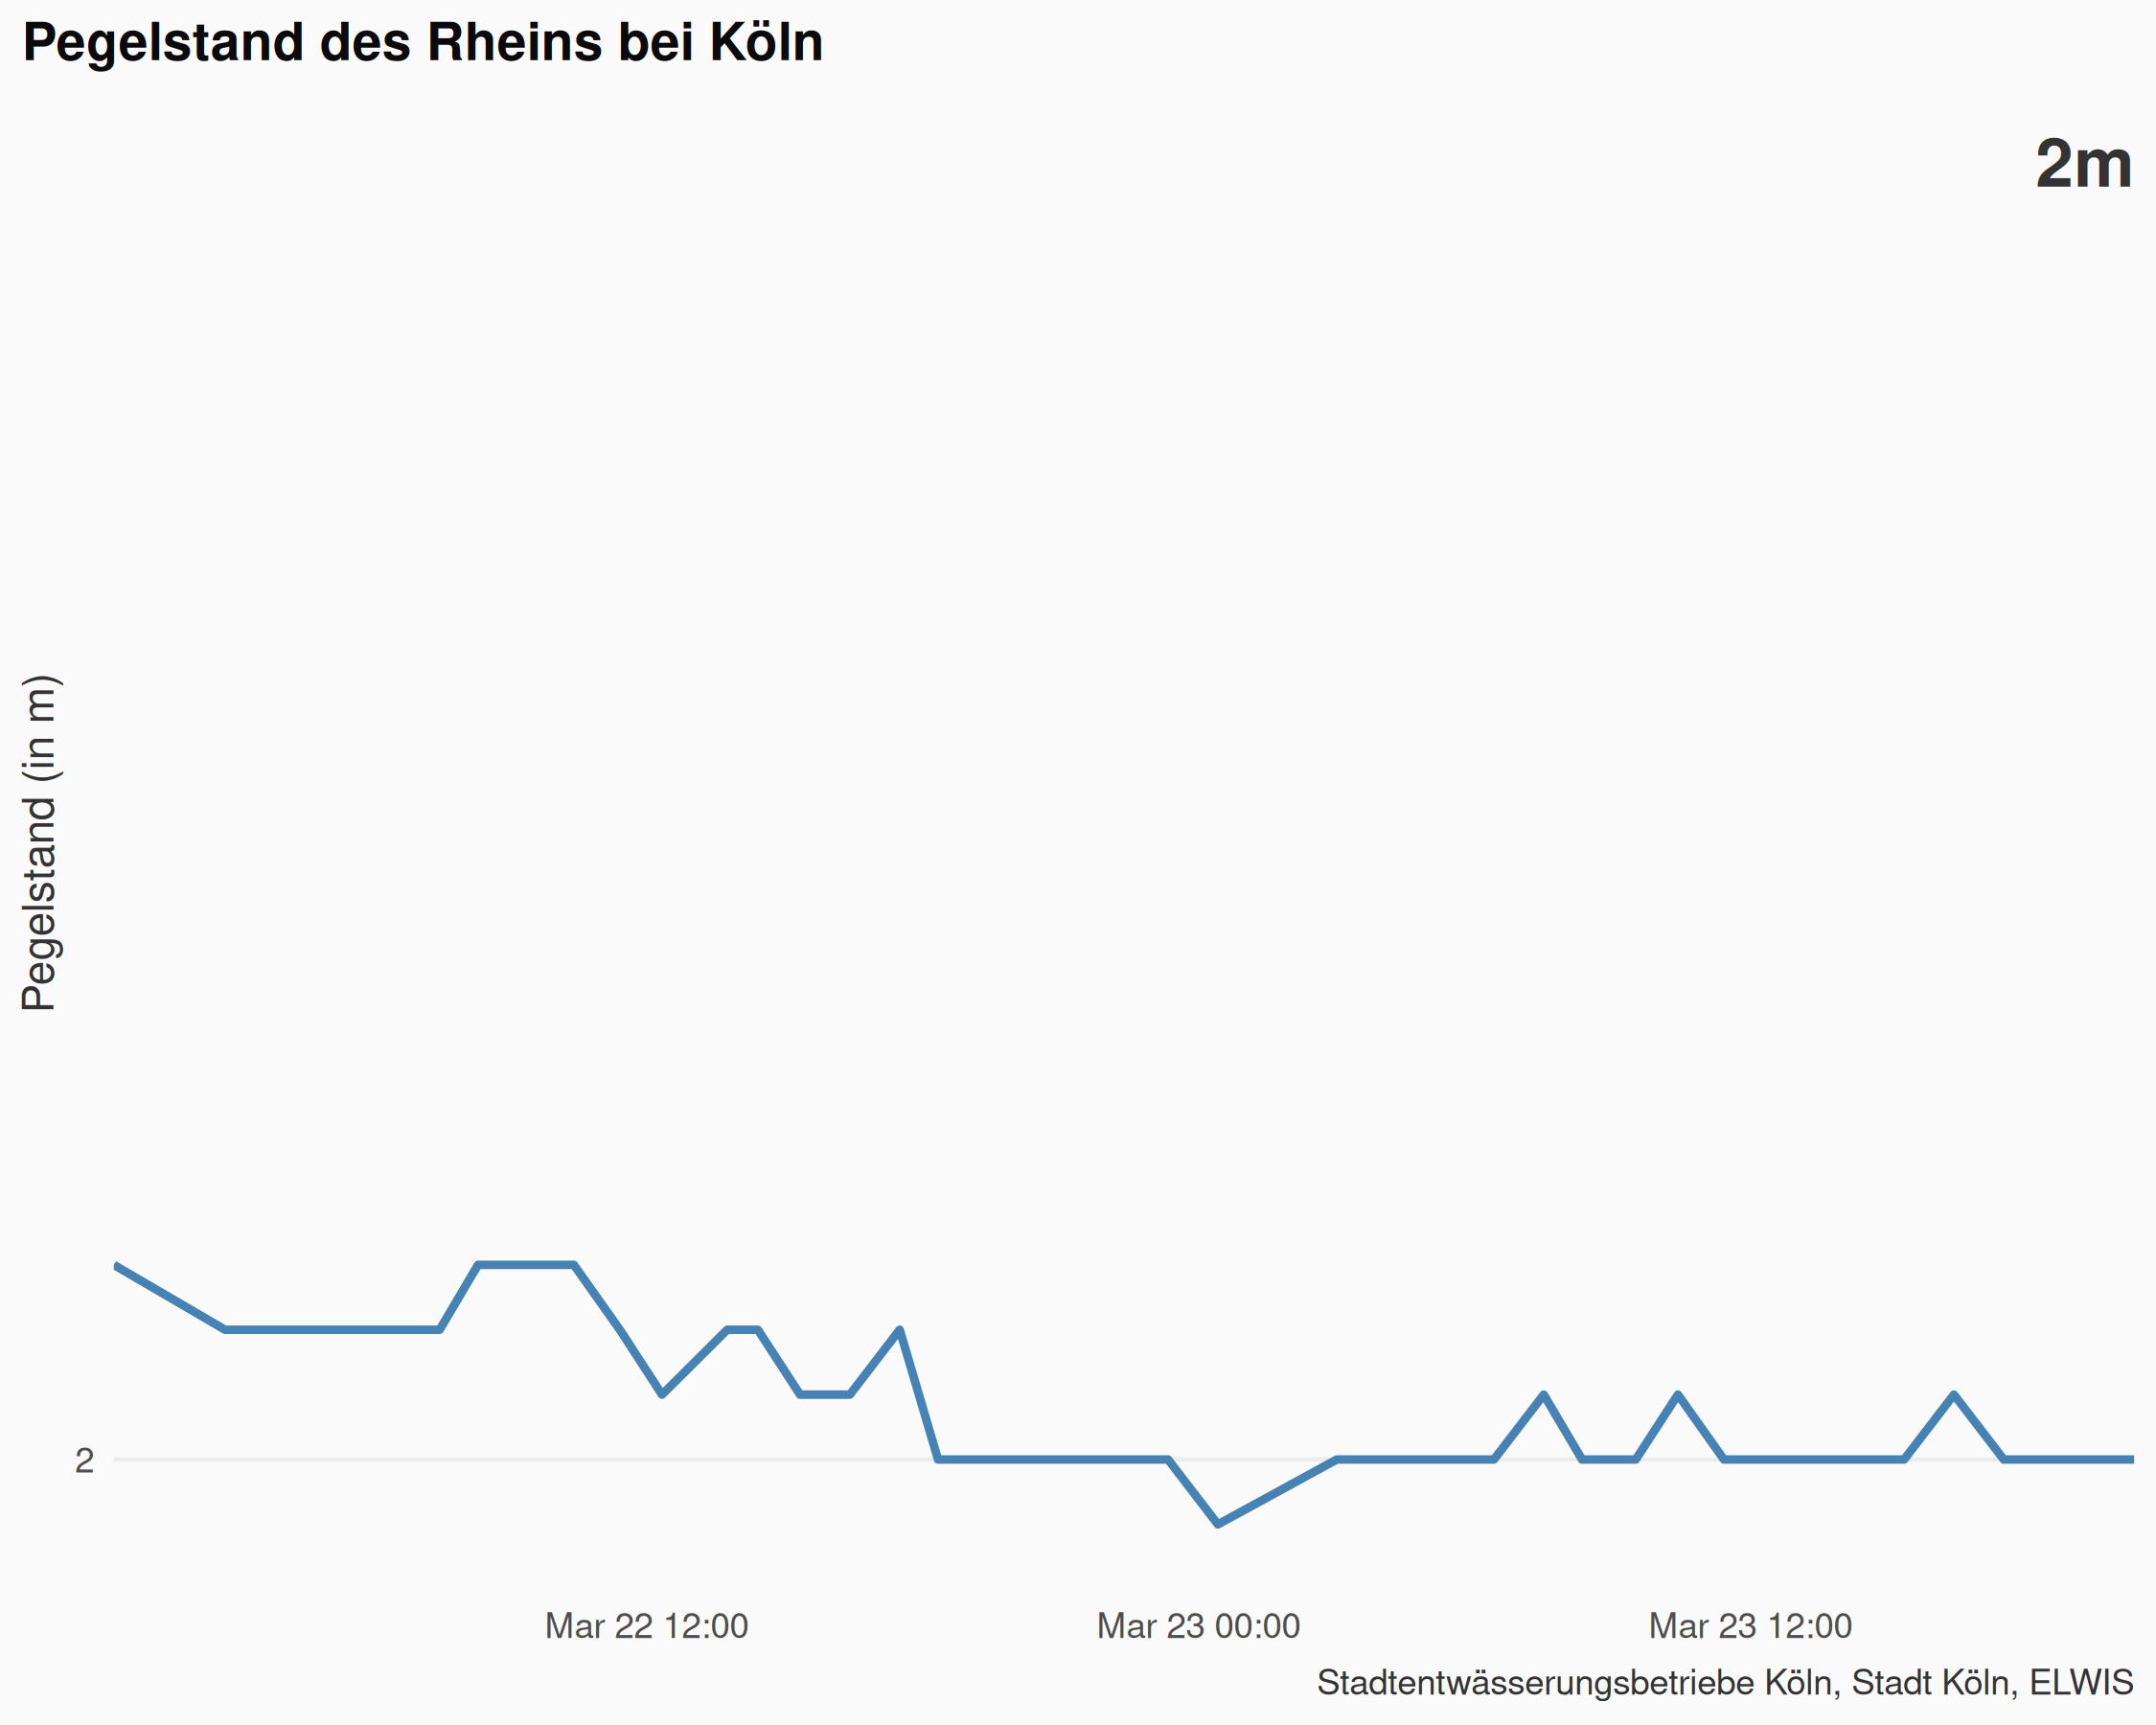 Pegelstand des Rheins bei Köln
2m
Pegelstand (in m)
2
Mar 22 12:00
Mar 23 00:00
Mar 23 12:00
Stadtentwässerungsbetriebe Köln, Stadt Köln, ELWIS